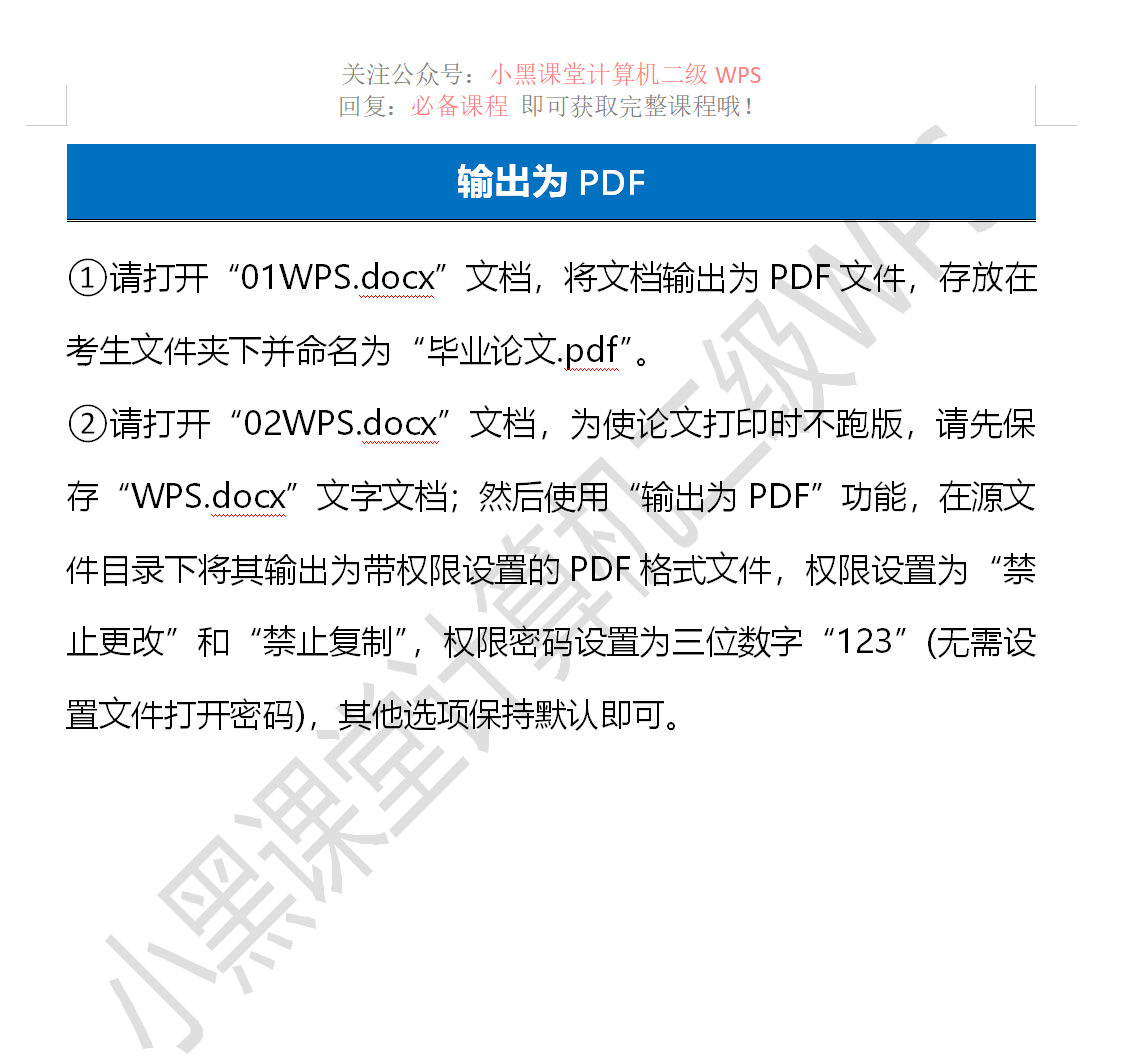 关注公众号：小黑课堂计算机二级 WPS
回复：必备课程 即可获取完整课程哦！
输出为 PDF
①请打开“01WPS.docx”文档，将文档输出为 PDF 文件，存放在
考生文件夹下并命名为“毕业论文.pdf”。
②请打开“02WPS.docx”文档，为使论文打印时不跑版，请先保
存“WPS.docx”文字文档；然后使用“输出为 PDF”功能，在源文
件目录下将其输出为带权限设置的 PDF 格式文件，权限设置为“禁
止更改”和“禁止复制”，权限密码设置为三位数字“123”(无需设
置文件打开密码)，其他选项保持默认即可。
小黑课堂计算机二级WPS